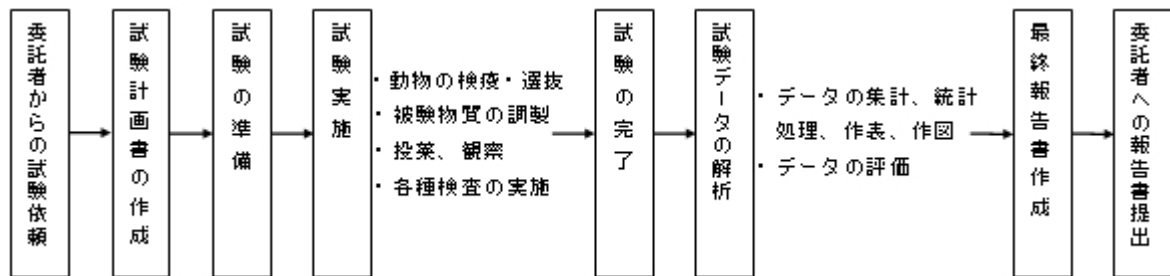 委託者からの試験依頼
試験計画書の作成
試験の準備
試験実施
・動物の検疫・選抜
・被験物質の調製
・投薬、観察
・各種検査の実施
試験の完了
試験データの解析
・データの集計、統計
処理、作表、作図
・データの評価
最終報告書作成
委託者への報告書提出